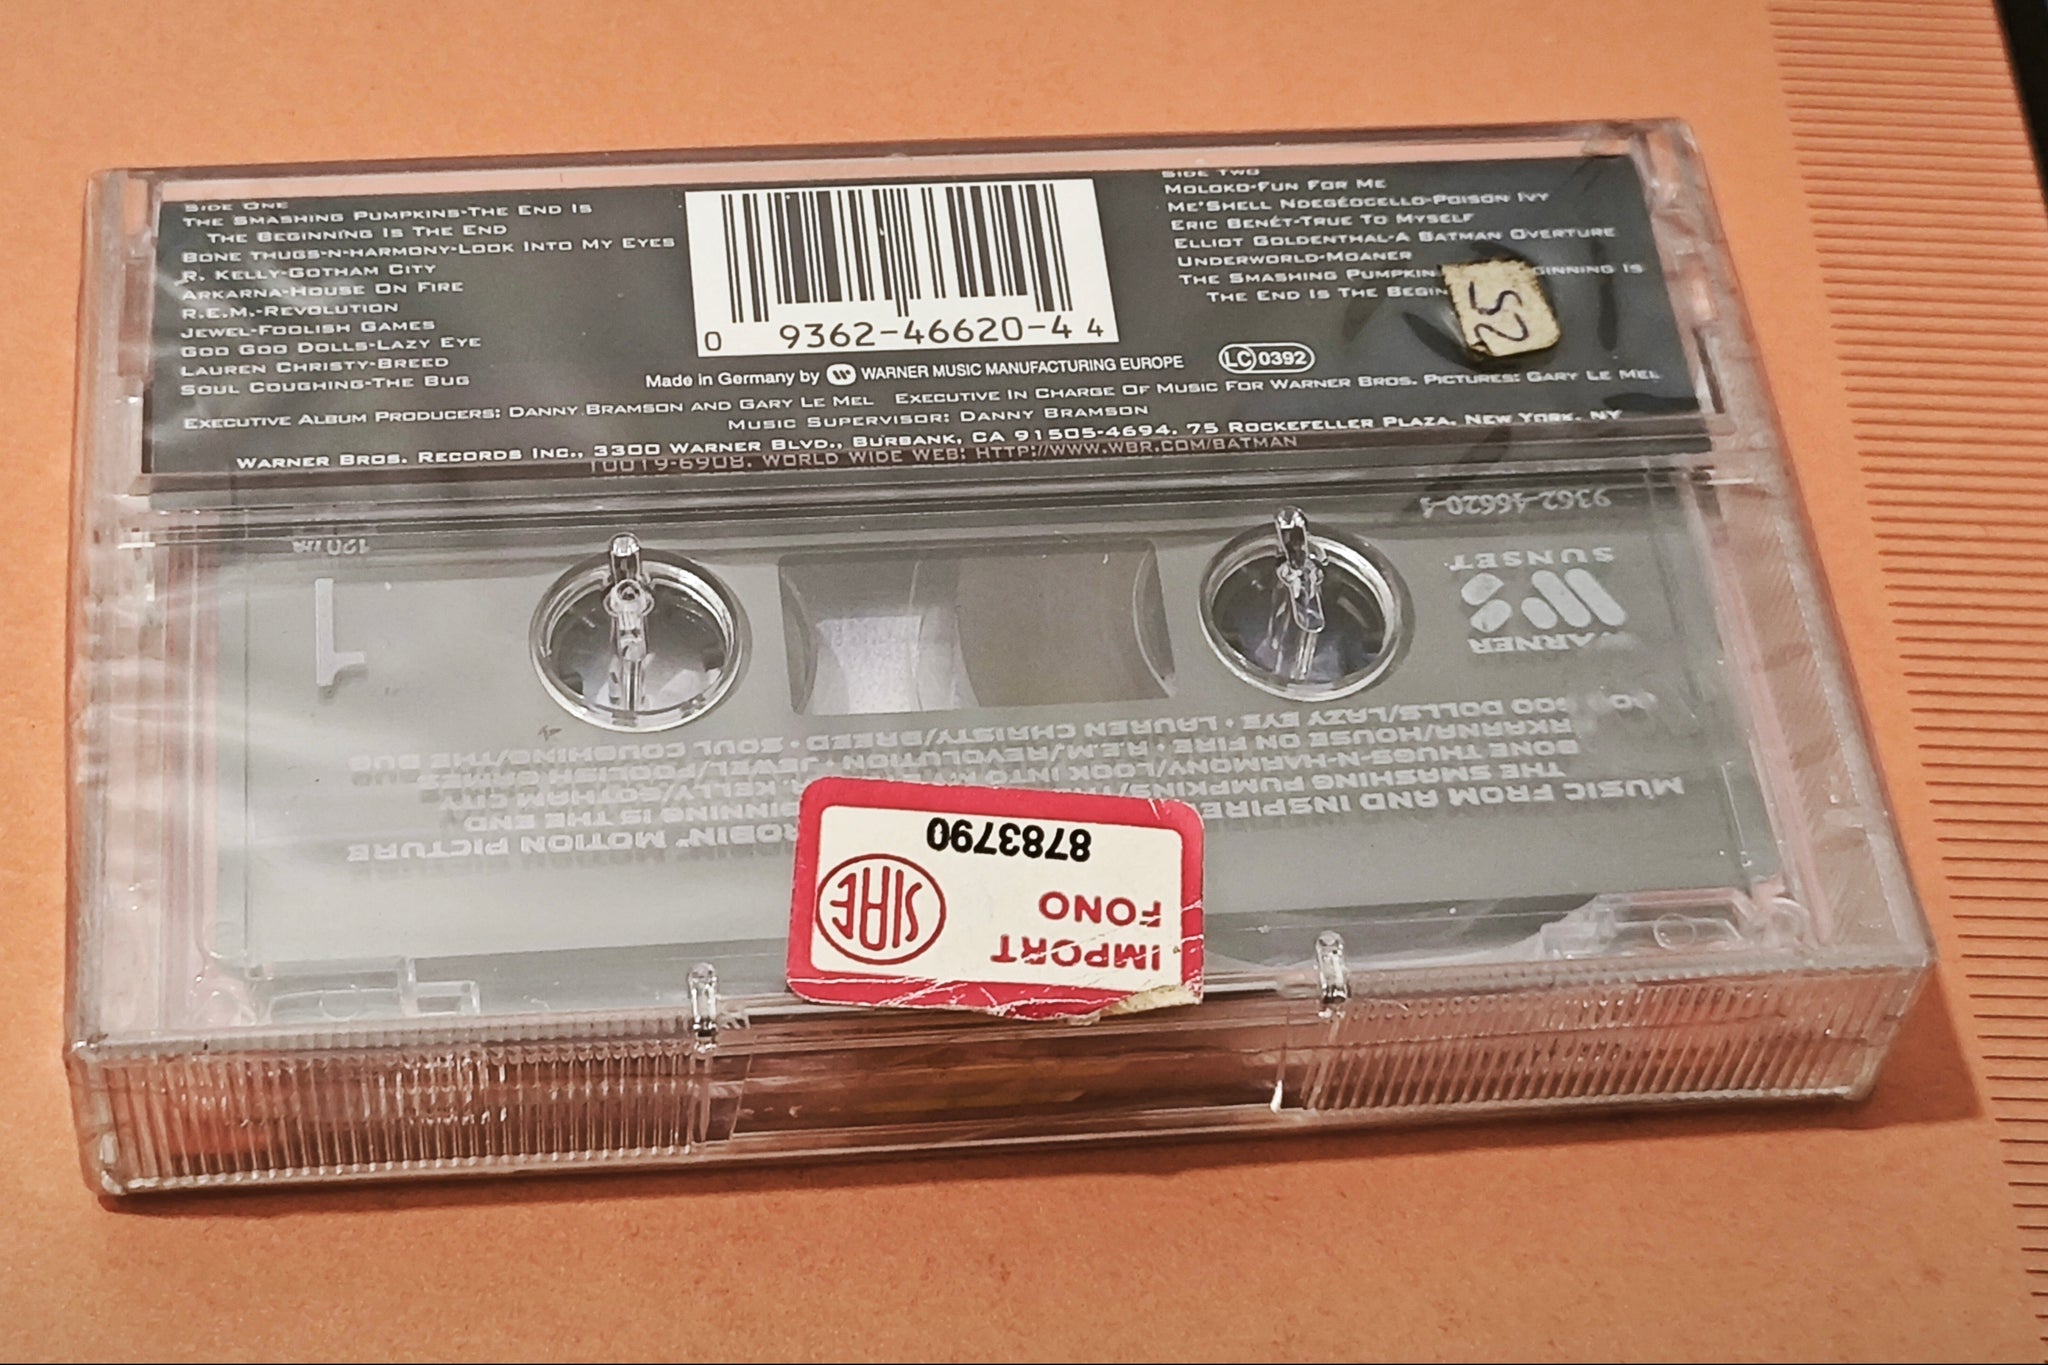 SIDE ONE
THE SMASHING PUMPKINS-THE END IS
THE BEGINNING IS THE END
BONE THUGS-N-HARMONY-LOOK INTO MY EYES
R. KELLY-GOTHAM CITY
ARKARNA-HOUSE ON FIRE
R.E.M.-REVOLUTION
JEWEL-FOOLISH GAMES
GOO GOO DOLLS-LAZY EYE
LAUREN CHRISTY-BREED
SOUL COUGHING-THE BUG
0 9362-46620-4 4
SIDE TWO
MOLOKO-FUN FOR ME
ME'SHELL NDEGÉOCELLO-POISON IVY
ERIC BENÉT-TRUE TO MYSELF
ELLIOT GOLDENTHAL-A BATMAN OVERTURE
UNDERWORLD-MOANER
THE SMASHING PUMPKIN GINNING IS
THE END IS THE BEGIN
25
Made in Germany by WARNER MUSIC MANUFACTURING EUROPE LC 0392
EXECUTIVE ALBUM PRODUCERS: DANNY BRAMSON AND GARY LE MEL EXECUTIVE IN CHARGE OF MUSIC FOR WARNER BROS. PICTURES: GARY LE MEL
MUSIC SUPERVISOR: DANNY BRAMSON
WARNER BROS. RECORDS INC., 3300 WARNER BLVD., BURBANK, CA 91505-4694. 75 ROCKEFELLER PLAZA, NEW YORK, NY
10019-6908. WORLD WIDE WEB: HTTP://WWW.WBR.COM/BATMAN
MUSIC FROM AND INSPIRE ROBIN" MOTION PICTURE
THE SMASHING PUMPKINS/THE GINNING IS THE END
BONE THUGS-N-HARMONY/LOOK INTO MY R. KELLY/GOTHAM CITY
ARKARNA/HOUSE ON FIRE • R.E.M./REVOLUTION • JEWEL/FOOLISH GAMES
GOO DOLLS/LAZY EYE • LAUREN CHRISTY/BREED • SOUL COUGHING/THE BUG
WARNER
SUNSET
1
9362-46620-4
IMPORT
FONO
SIAE
8783790